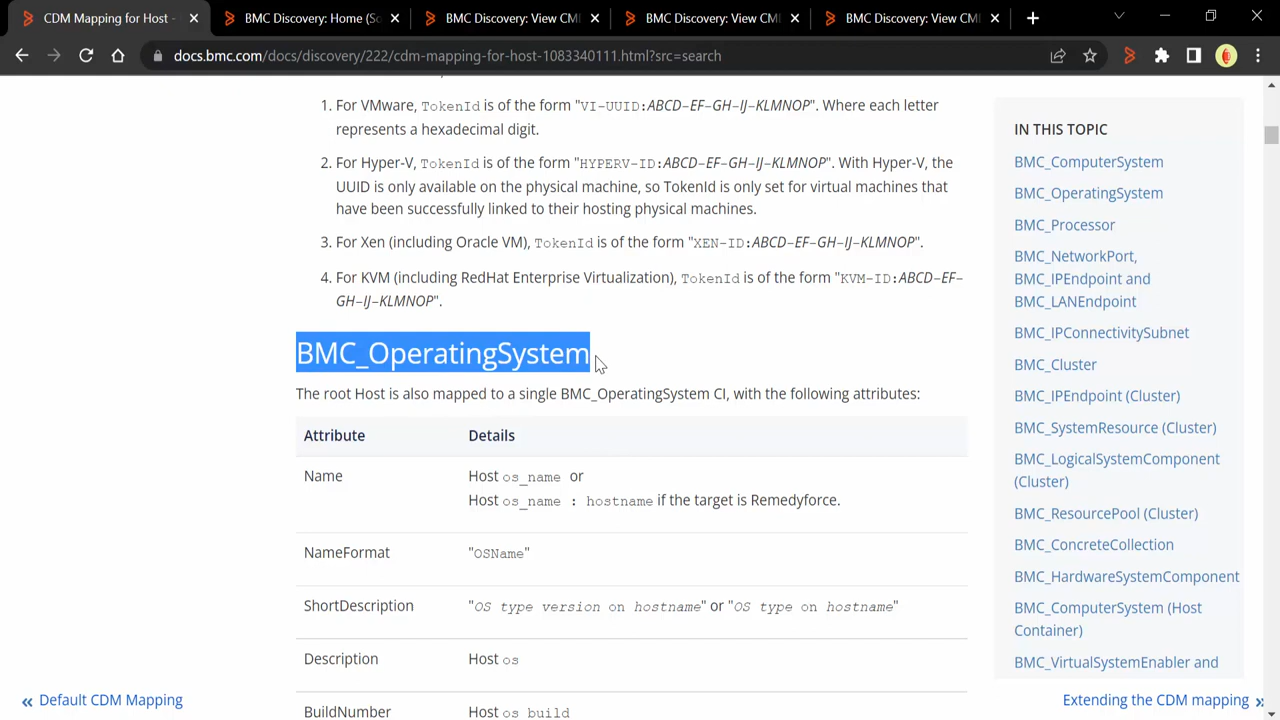 CDM Mapping for Host -
BMC Discovery: Home (So
BMC Discovery: View CM
BMC Discovery: View CM
BMC Discovery: View CM
docs.bmc.com/docs/discovery/222/cdm-mapping-for-host-1083340111.html?src=search
1. For VMware, TokenId is of the form "VI-UUID:ABCD-EF-GH-IJ-KLMNOP". Where each letter
represents a hexadecimal digit.
2. For Hyper-V, TokenId is of the form "HYPERV-ID:ABCD-EF-GH-IJ-KLMNOP". With Hyper-V, the
UUID is only available on the physical machine, so TokenId is only set for virtual machines that
have been successfully linked to their hosting physical machines.
3. For Xen (including Oracle VM), TokenId is of the form "XEN-ID:ABCD-EF-GH-IJ-KLMNOP".
4. For KVM (including RedHat Enterprise Virtualization), TokenId is of the form "KVM-ID:ABCD-EF-
GH-IJ-KLMNOP".
BMC_OperatingSystem
The root Host is also mapped to a single BMC_OperatingSystem CI, with the following attributes:
Attribute Details
Name Host os_name or
Host os_name : hostname if the target is Remedyforce.
NameFormat "OSName"
ShortDescription "OS type version on hostname" or "OS type on hostname"
Description Host os
BuildNumber Host os build
IN THIS TOPIC
BMC_ComputerSystem
BMC_OperatingSystem
BMC_Processor
BMC_NetworkPort,
BMC_IPEndpoint and
BMC_LANEndpoint
BMC_IPConnectivitySubnet
BMC_Cluster
BMC_IPEndpoint (Cluster)
BMC_SystemResource (Cluster)
BMC_LogicalSystemComponent
(Cluster)
BMC_ResourcePool (Cluster)
BMC_ConcreteCollection
BMC_HardwareSystemComponent
BMC_ComputerSystem (Host
Container)
BMC_VirtualSystemEnabler and
« Default CDM Mapping
Extending the CDM mapping »